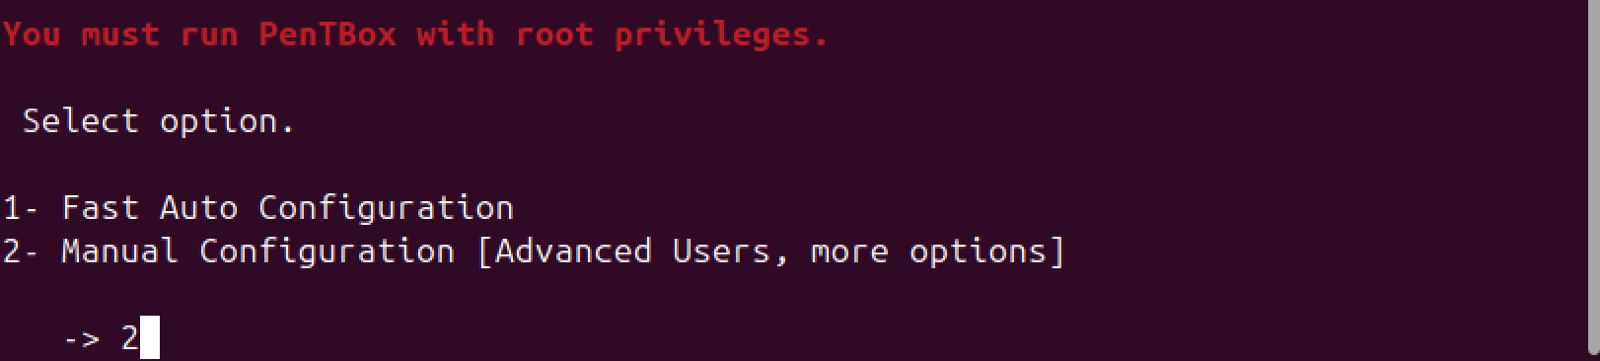 You must run PenTBox with root privileges.
Select option.
1- Fast Auto Configuration
2- Manual Configuration [Advanced Users, more options]
-> 2